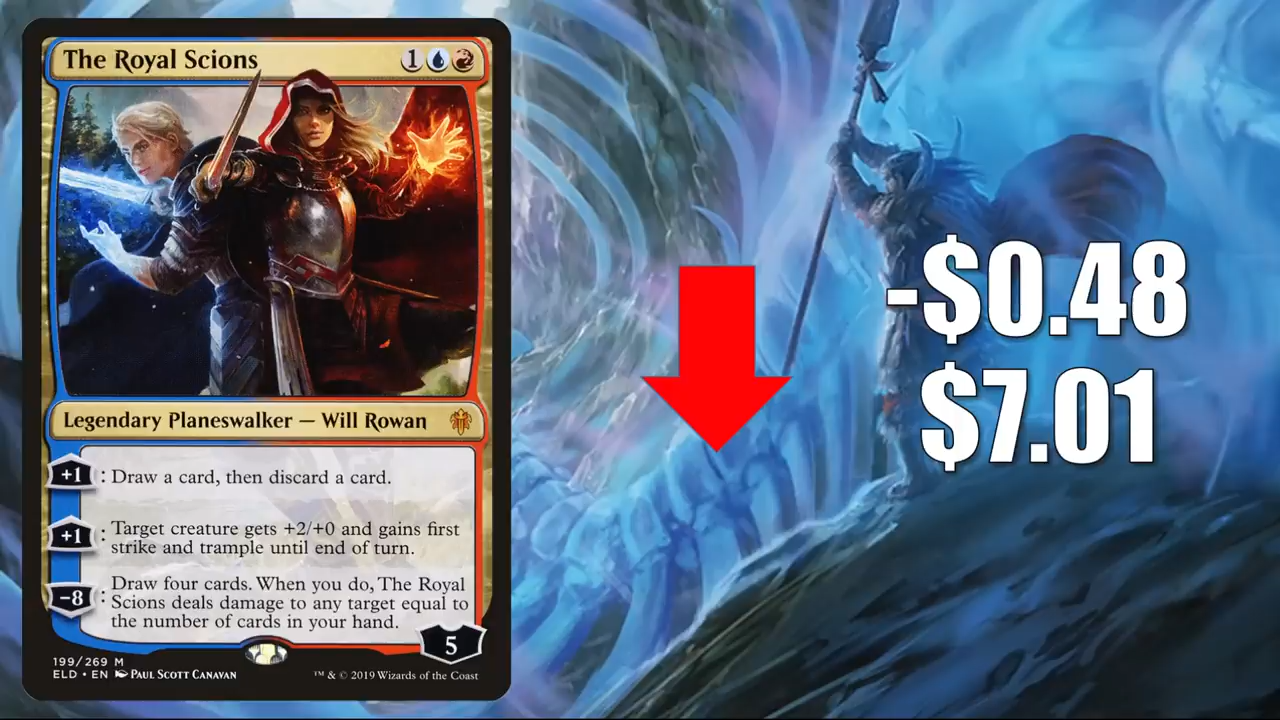 The Royal Scions 1
Legendary Planeswalker — Will Rowan
+1 : Draw a card, then discard a card.
+1 : Target creature gets +2/+0 and gains first
strike and trample until end of turn.
−8 : Draw four cards. When you do, The Royal
Scions deals damage to any target equal to
the number of cards in your hand.
5
199/269 M
ELD • EN Paul Scott Canavan
™ & © 2019 Wizards of the Coast
-$0.48
$7.01